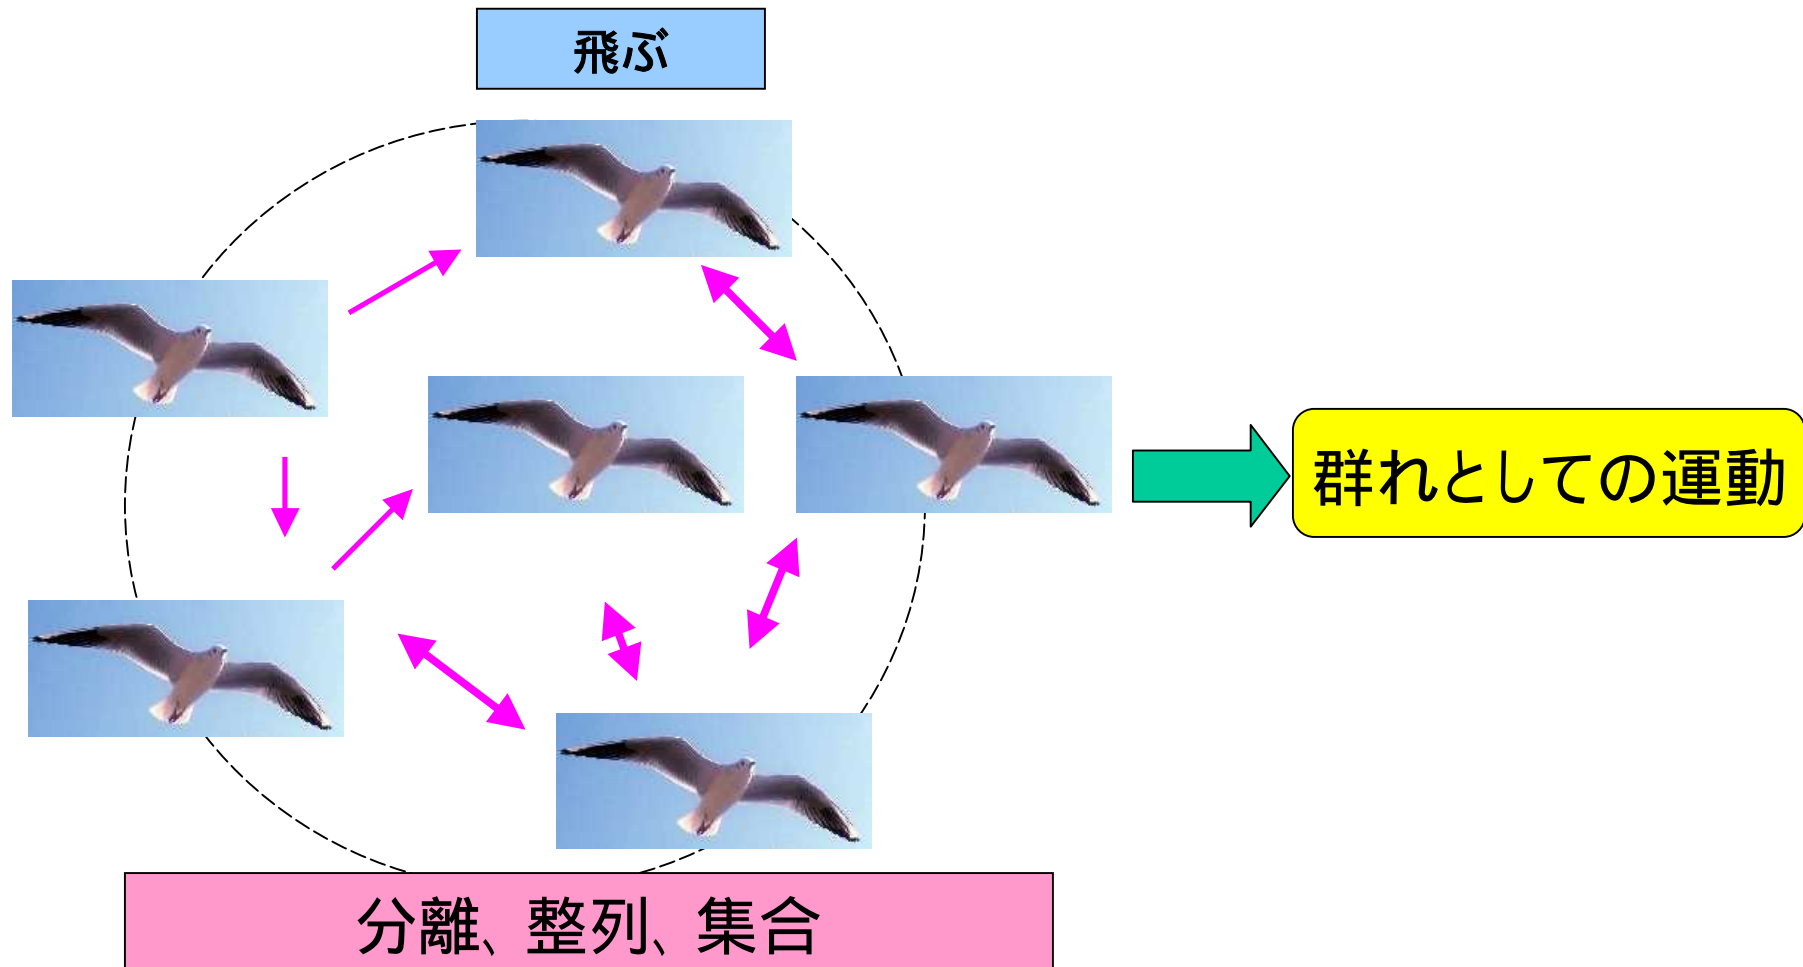 飛ぶ
群れとしての運動
分離、整列、集合